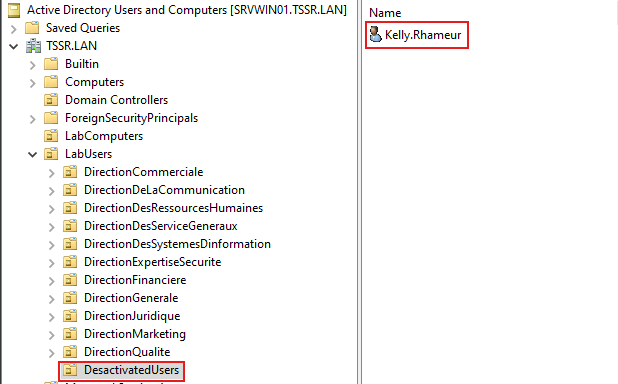 Active Directory Users and Computers [SRVWIN01.TSSR.LAN]
Saved Queries
TSSR.LAN
Builtin
Computers
Domain Controllers
ForeignSecurityPrincipals
LabComputers
LabUsers
DirectionCommerciale
DirectionDeLaCommunication
DirectionDesRessourcesHumaines
DirectionDesServiceGeneraux
DirectionDesSystemesDinformation
DirectionExpertiseSecurite
DirectionFinanciere
DirectionGenerale
DirectionJuridique
DirectionMarketing
DirectionQualite
DesactivatedUsers
Name
Kelly.Rhameur